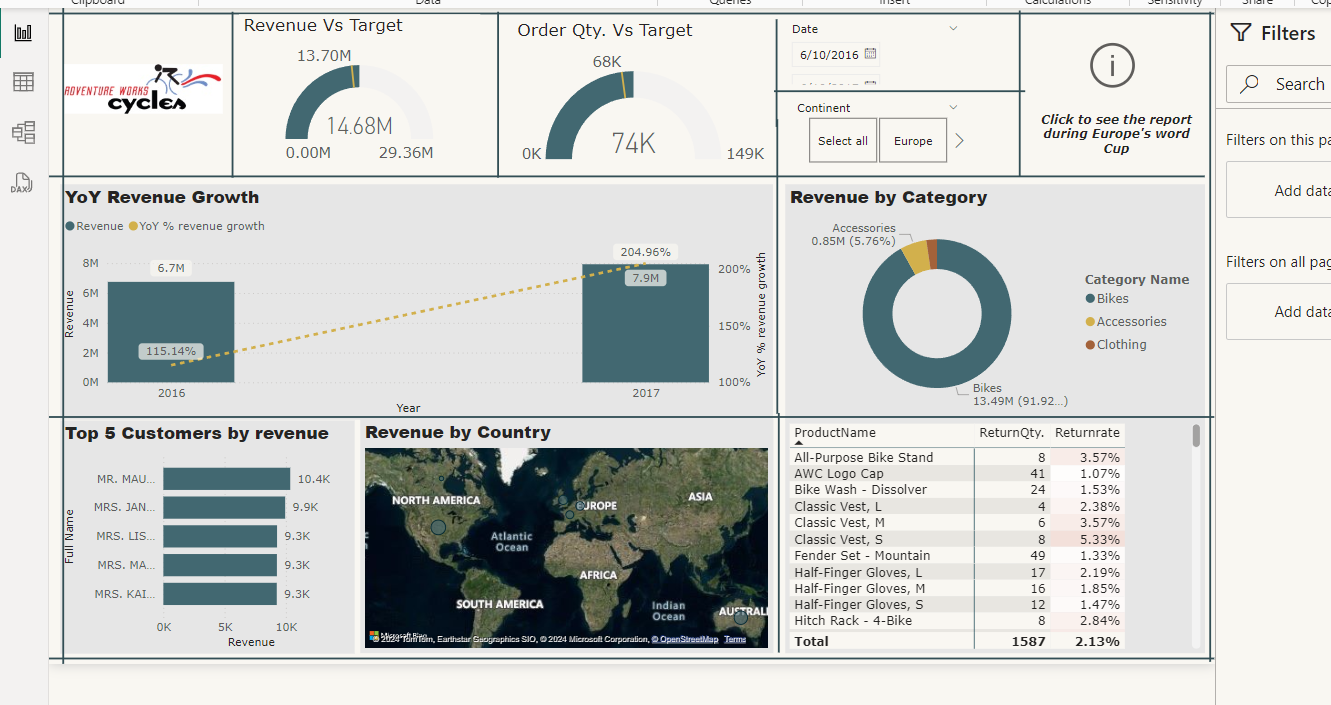 Clipboard
Data
Queries
Insert
Calculations
Sensitivity
Share
Filters
Search
Filters on this pa
Add data
Filters on all pag
Add data
DAX
ADVENTURE WORKS
cycles
Revenue Vs Target
13.70M
14.68M
0.00M
29.36M
Order Qty. Vs Target
68K
74K
0K
149K
Date
6/10/2016
Continent
Select all
Europe
Click to see the report
during Europe's word
Cup
YoY Revenue Growth
Revenue
YoY % revenue growth
8M
6M
4M
2M
0M
Revenue
6.7M
115.14%
204.96%
7.9M
200%
150%
100%
YoY % revenue growth
2016
2017
Year
Revenue by Category
Accessories
0.85M (5.76%)
Bikes
13.49M (91.92...)
Category Name
Bikes
Accessories
Clothing
Top 5 Customers by revenue
Full Name
MR. MAU... 10.4K
MRS. JAN... 9.9K
MRS. LIS... 9.3K
MRS. MA... 9.3K
MRS. KAI... 9.3K
0K 5K 10K
Revenue
Revenue by Country
NORTH AMERICA
EUROPE
ASIA
Atlantic
Ocean
AFRICA
SOUTH AMERICA
Indian
Ocean
AUSTRAL
© 2024 TomTom, Earthstar Geographics SIO, © 2024 Microsoft Corporation, © OpenStreetMap Terms
ProductName ReturnQty. Returnrate
All-Purpose Bike Stand 8 3.57%
AWC Logo Cap 41 1.07%
Bike Wash - Dissolver 24 1.53%
Classic Vest, L 4 2.38%
Classic Vest, M 6 3.57%
Classic Vest, S 8 5.33%
Fender Set - Mountain 49 1.33%
Half-Finger Gloves, L 17 2.19%
Half-Finger Gloves, M 16 1.85%
Half-Finger Gloves, S 12 1.47%
Hitch Rack - 4-Bike 8 2.84%
Total 1587 2.13%